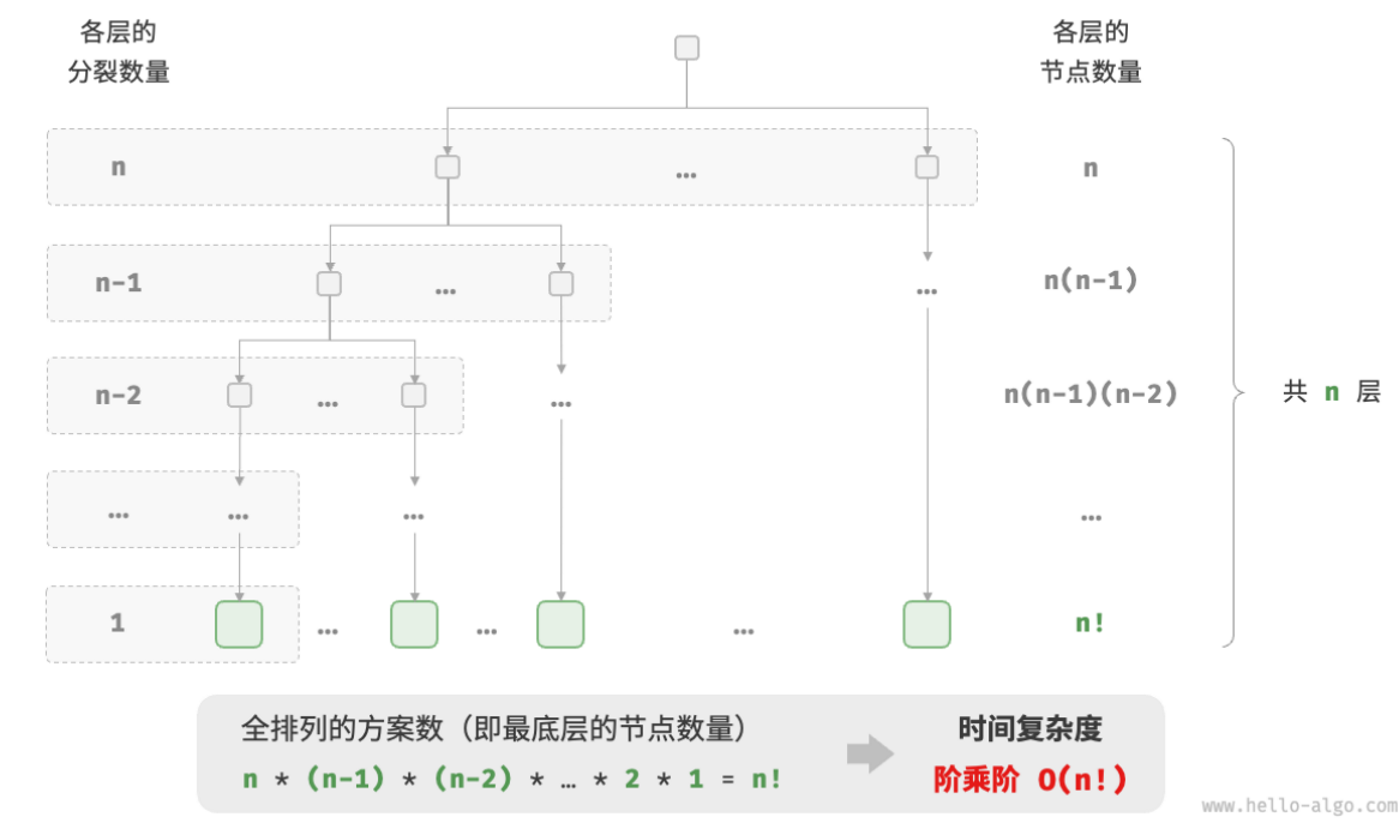 各层的
分裂数量
各层的
节点数量
n
…
n
n-1
…
…
n(n-1)
n-2
…
…
n(n-1)(n-2)
共 n 层
…
…
…
…
1
…
…
…
n!
全排列的方案数（即最底层的节点数量）
n * (n-1) * (n-2) * … * 2 * 1 = n!
时间复杂度
阶乘阶 O(n!)
www.hello-algo.com